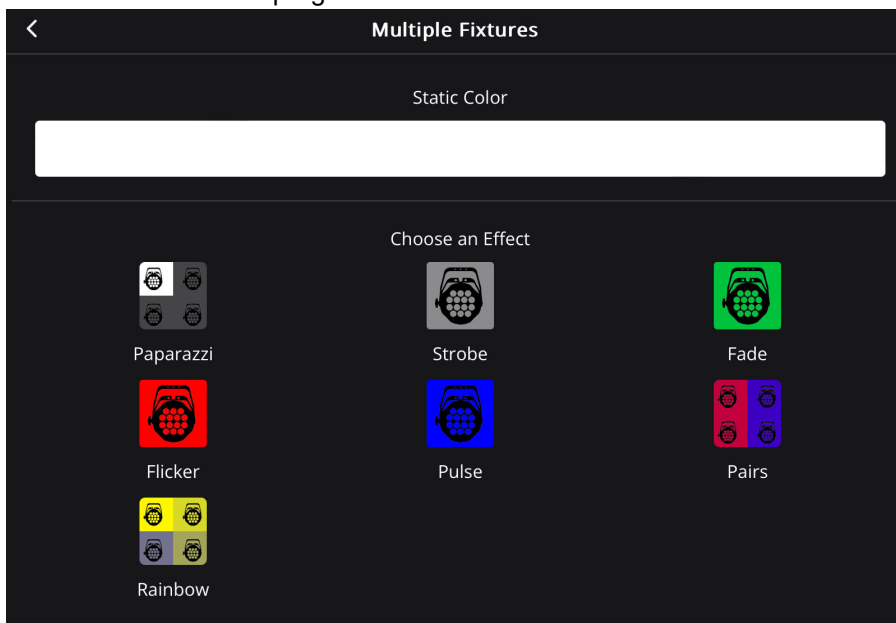 Multiple Fixtures
Static Color
Choose an Effect
Paparazzi Strobe Fade
Flicker Pulse Pairs
Rainbow